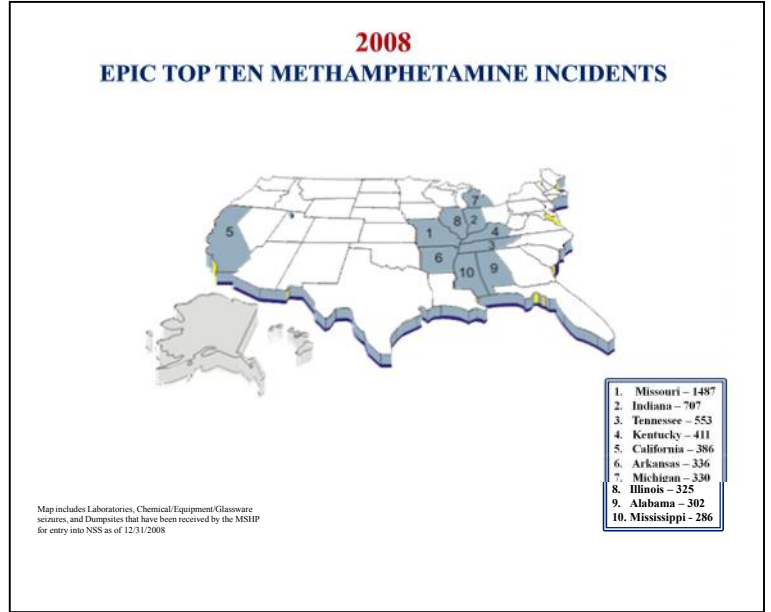 2008
EPIC TOP TEN METHAMPHETAMINE INCIDENTS
7
5
8
2
1
4
3
6
10
9
1. Missouri – 1487
2. Indiana – 707
3. Tennessee – 553
4. Kentucky – 411
5. California – 386
6. Arkansas – 336
7. Michigan – 330
8. Illinois – 325
9. Alabama – 302
10. Mississippi - 286
Map includes Laboratories, Chemical/Equipment/Glassware
seizures, and Dumpsites that have been received by the MSHP
for entry into NSS as of 12/31/2008